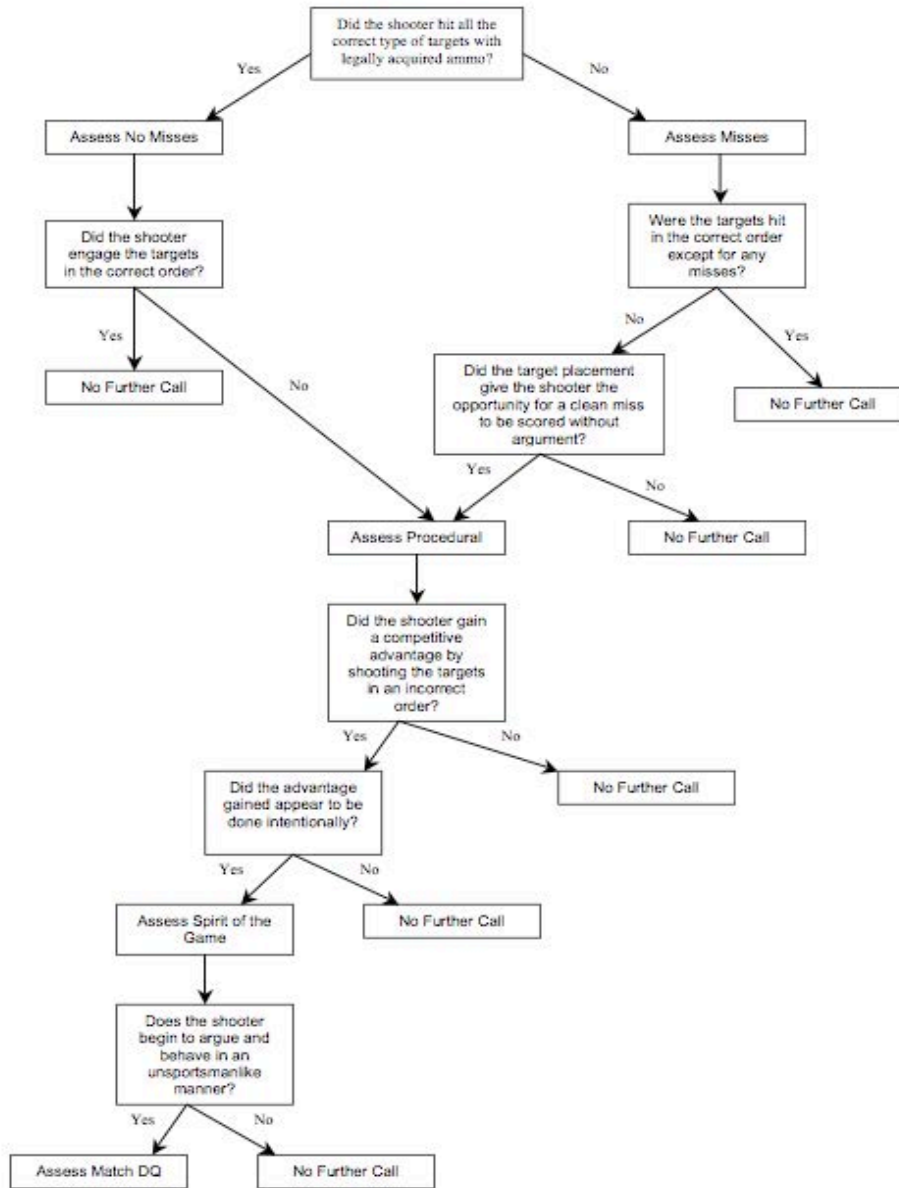 Did the shooter hit all the
correct type of targets with
legally acquired ammo?
Yes
No
Assess No Misses
Assess Misses
Did the shooter
engage the targets
in the correct order?
Were the targets hit
in the correct order
except for any
misses?
Yes
No
No
Yes
No Further Call
Did the target placement
give the shooter the
opportunity for a clean miss
to be scored without
argument?
No Further Call
Yes
No
Assess Procedural
No Further Call
Did the shooter gain
a competitive
advantage by
shooting the targets
in an incorrect
order?
Yes
No
Did the advantage
gained appear to be
done intentionally?
No Further Call
Yes
No
Assess Spirit of the
Game
No Further Call
Does the shooter
begin to argue and
behave in an
unsportsmanlike
manner?
Yes
No
Assess Match DQ
No Further Call